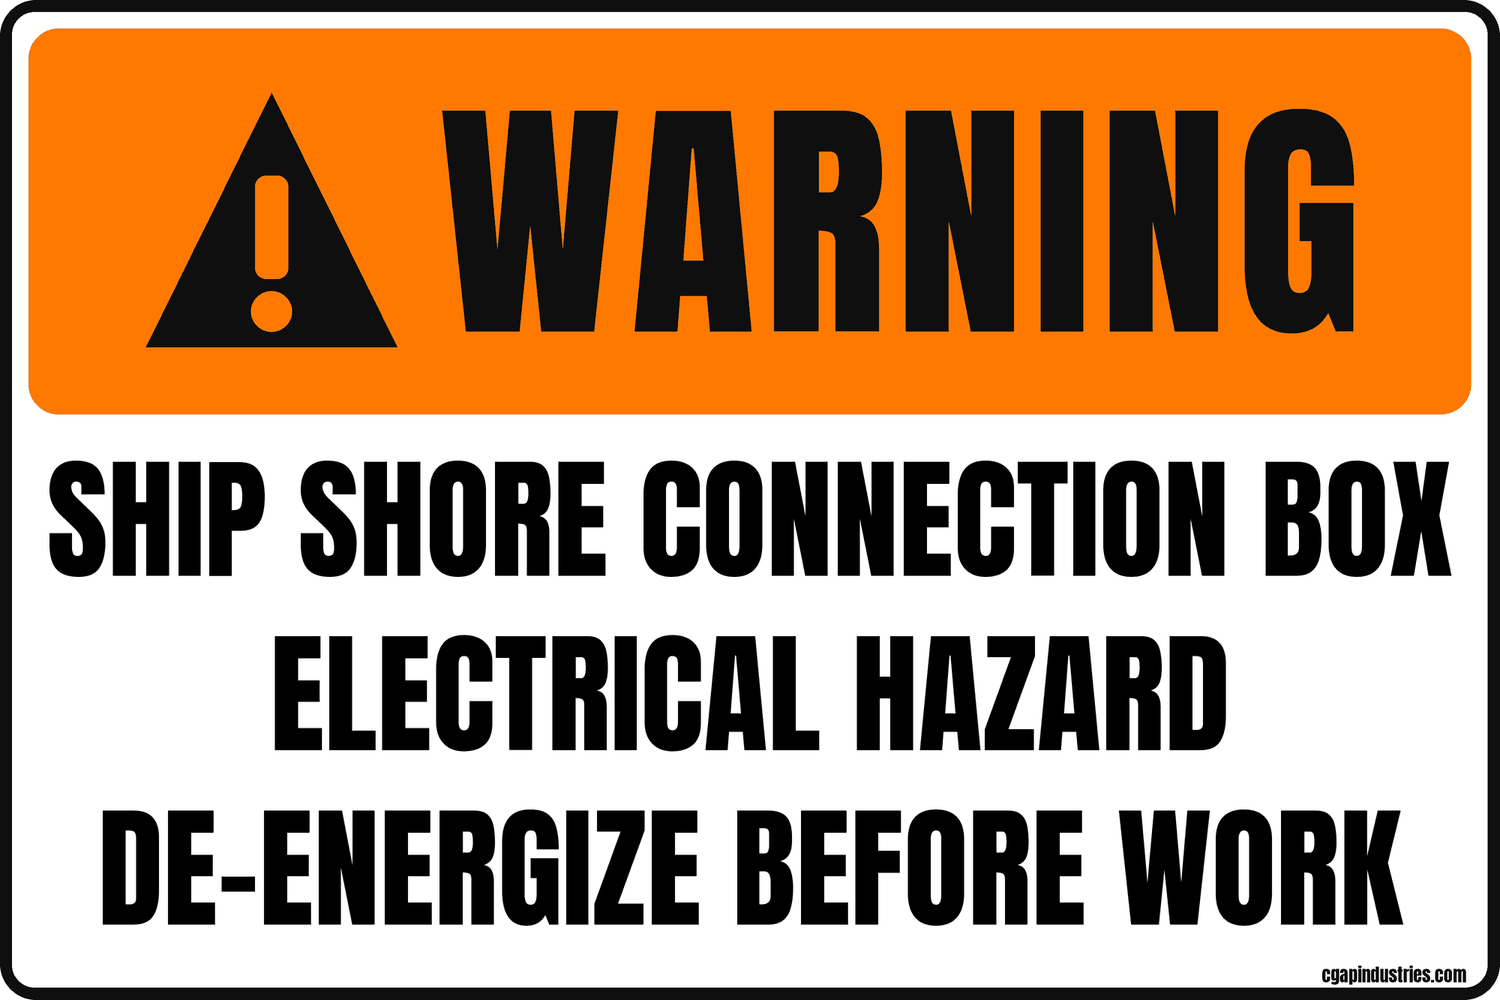 WARNING
SHIP SHORE CONNECTION BOX
ELECTRICAL HAZARD
DE-ENERGIZE BEFORE WORK
cgapindustries.com